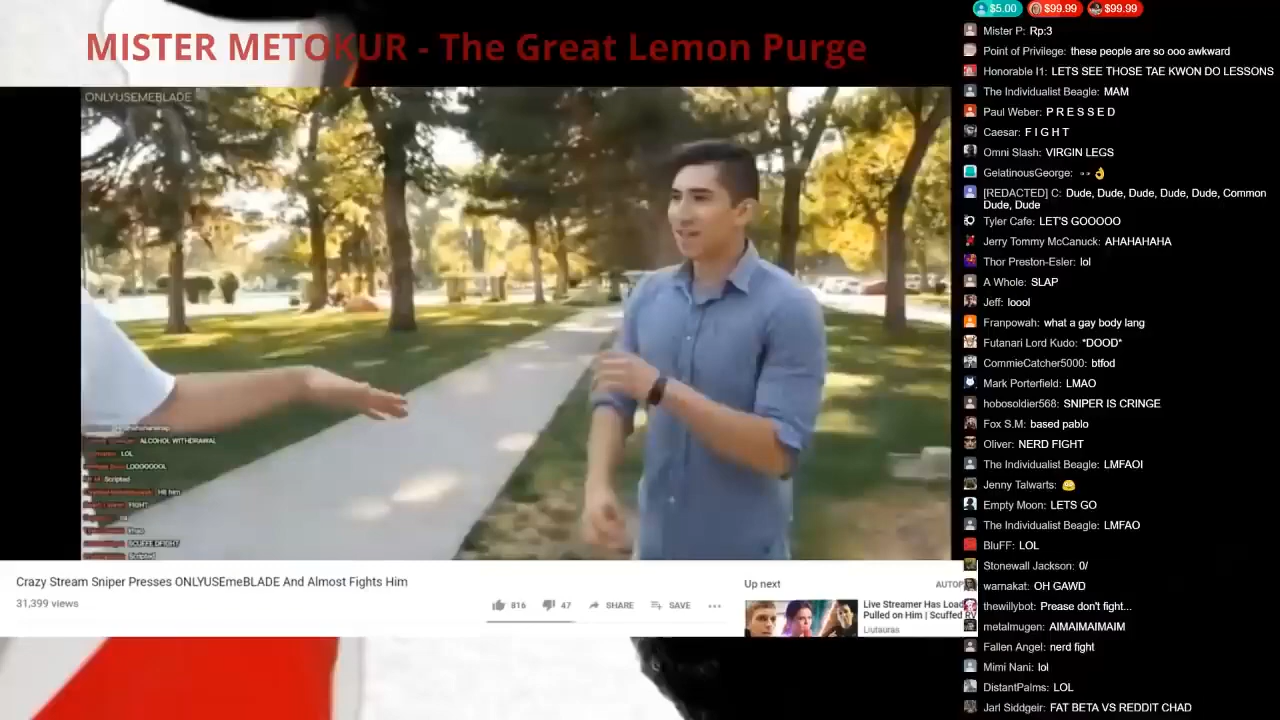 $5.00 $99.99 $99.99
MISTER METOKUR - The Great Lemon Purge
ONLYUSEMEBLADE
ALCOHOL WITHDRAWAL
LOL
LOOOOOOOL
Scripted
Hit him
FIGHT
Scripted
Crazy Stream Sniper Presses ONLYUSEmeBLADE And Almost Fights Him
31,399 views
816 47 SHARE SAVE
Up next
AUTOP
Live Streamer Has Load
Pulled on Him | Scuffed RV
Liutauras
Mister P: Rp:3
Point of Privilege: these people are so ooo awkward
Honorable I1: LETS SEE THOSE TAE KWON DO LESSONS
The Individualist Beagle: MAM
Paul Weber: P R E S S E D
Caesar: F I G H T
Omni Slash: VIRGIN LEGS
GelatinousGeorge: 👀👌
[REDACTED] C: Dude, Dude, Dude, Dude, Dude, Common
Dude, Dude
Tyler Cafe: LET'S GOOOOO
Jerry Tommy McCanuck: AHAHAHAHA
Thor Preston-Esler: lol
A Whole: SLAP
Jeff: loool
Franpowah: what a gay body lang
Futanari Lord Kudo: *DOOD*
CommieCatcher5000: btfod
Mark Porterfield: LMAO
hobosoldier568: SNIPER IS CRINGE
Fox S.M: based pablo
Oliver: NERD FIGHT
The Individualist Beagle: LMFAOI
Jenny Talwarts: 😂
Empty Moon: LETS GO
The Individualist Beagle: LMFAO
BluFF: LOL
Stonewall Jackson: 0/
warnakat: OH GAWD
thewillybot: Prease don't fight...
metalmugen: AIMAIMAIMAIM
Fallen Angel: nerd fight
Mimi Nani: lol
DistantPalms: LOL
Jarl Siddgeir: FAT BETA VS REDDIT CHAD